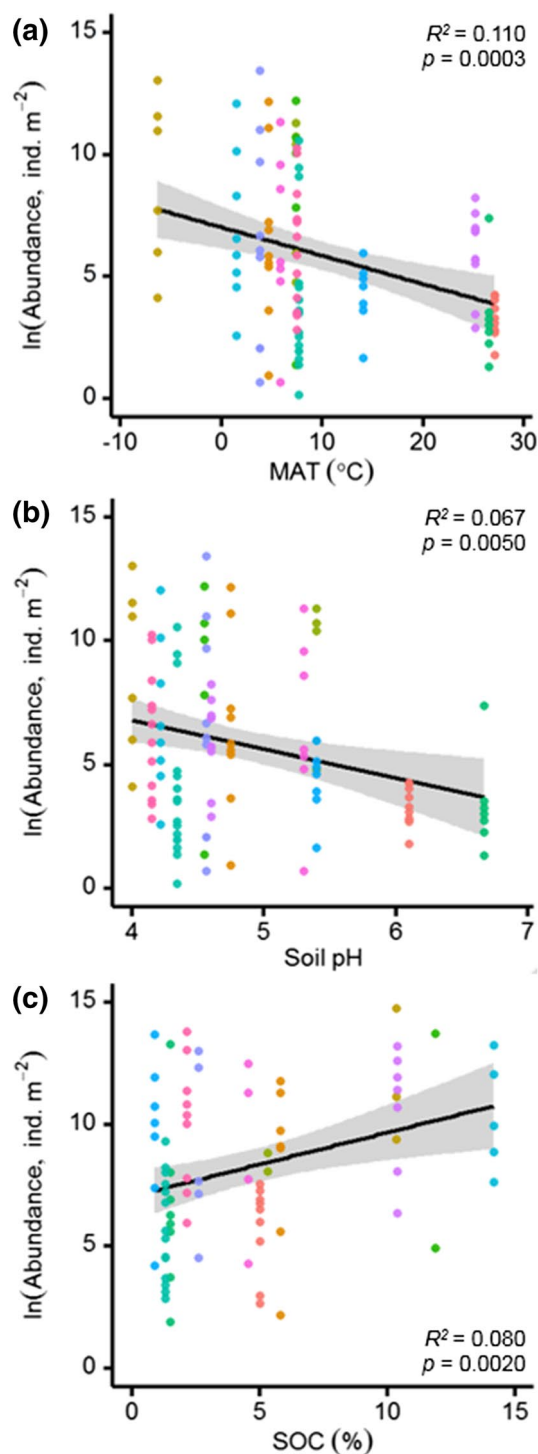 (a)
R² = 0.110
p = 0.0003
15
10
5
0
ln(Abundance, ind. m⁻²)
-10 0 10 20 30
MAT (°C)
(b)
R² = 0.067
p = 0.0050
15
10
5
0
ln(Abundance, ind. m⁻²)
4 5 6 7
Soil pH
(c)
15
10
5
0
ln(Abundance, ind. m⁻²)
R² = 0.080
p = 0.0020
0 5 10 15
SOC (%)